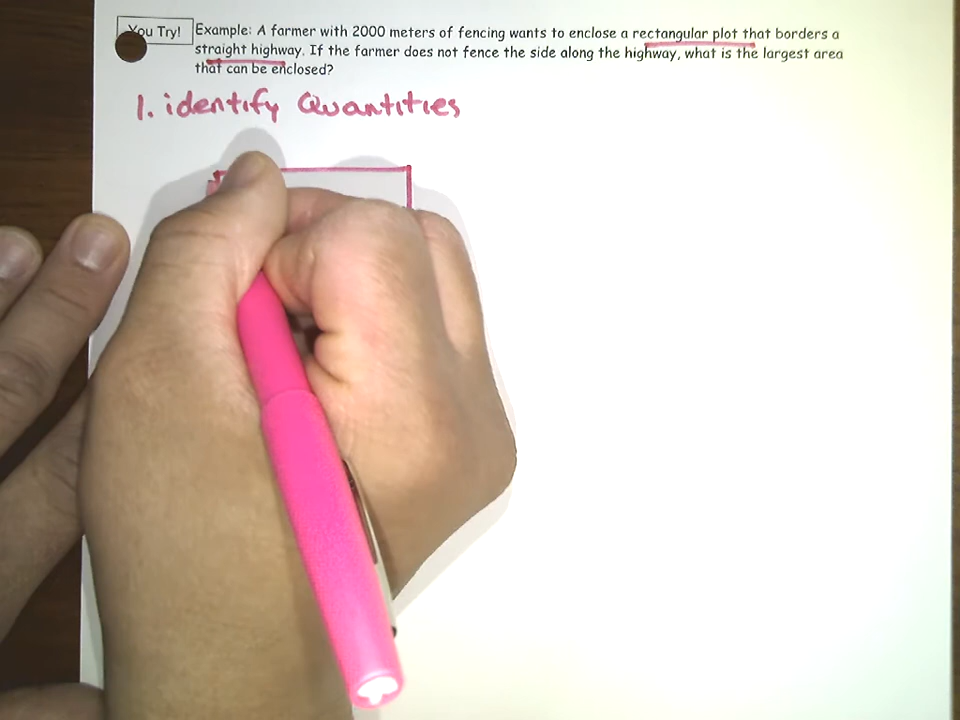 You Try! Example: A farmer with 2000 meters of fencing wants to enclose a rectangular plot that borders a
straight highway. If the farmer does not fence the side along the highway, what is the largest area
that can be enclosed?
1. identify Quantities